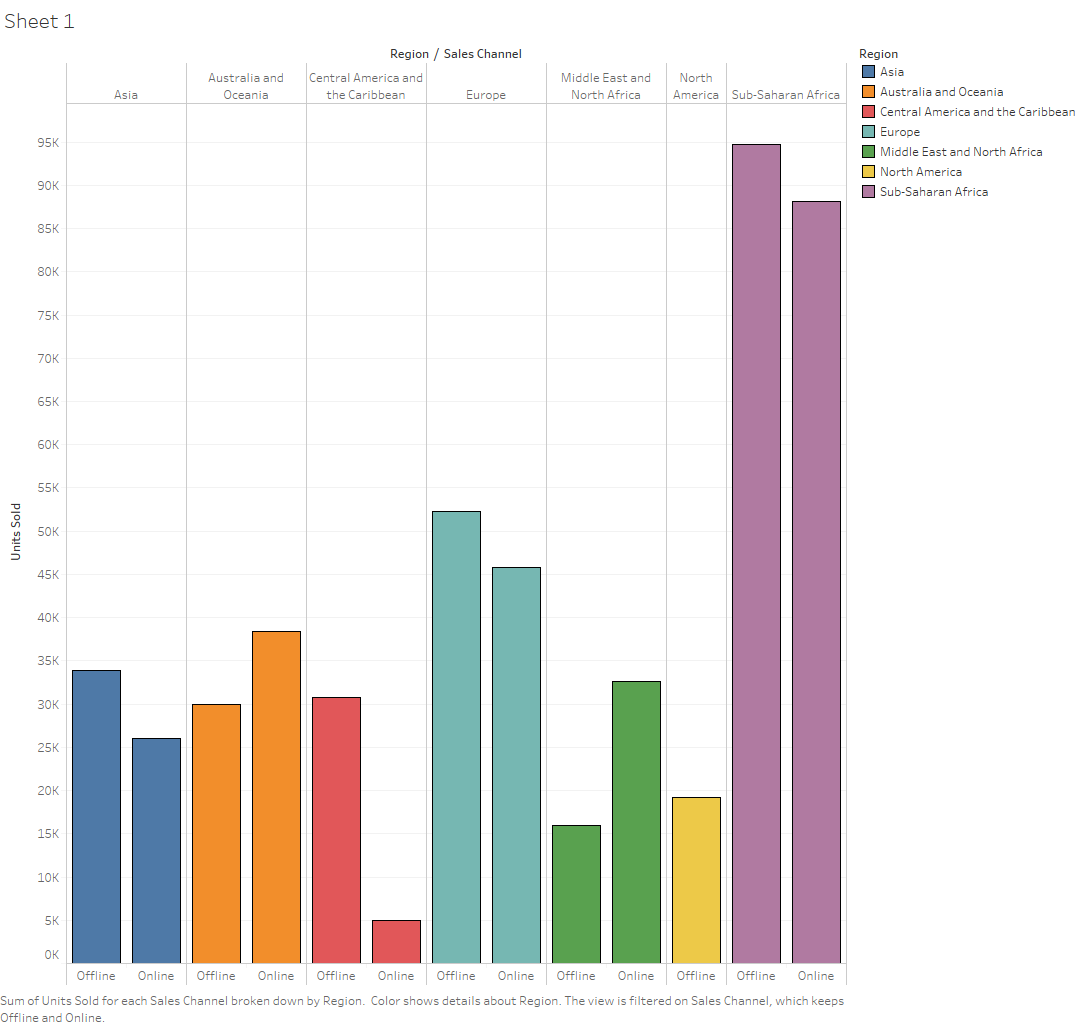 Sheet 1
Region / Sales Channel
Asia
Australia and
Oceania
Central America and
the Caribbean
Europe
Middle East and
North Africa
North
America
Sub-Saharan Africa
Units Sold
95K
90K
85K
80K
75K
70K
65K
60K
55K
50K
45K
40K
35K
30K
25K
20K
15K
10K
5K
0K
Offline Online Offline Online Offline Online Offline Online Offline Online Offline Offline Online
Region
Asia
Australia and Oceania
Central America and the Caribbean
Europe
Middle East and North Africa
North America
Sub-Saharan Africa
Sum of Units Sold for each Sales Channel broken down by Region.  Color shows details about Region. The view is filtered on Sales Channel, which keeps
Offline and Online.